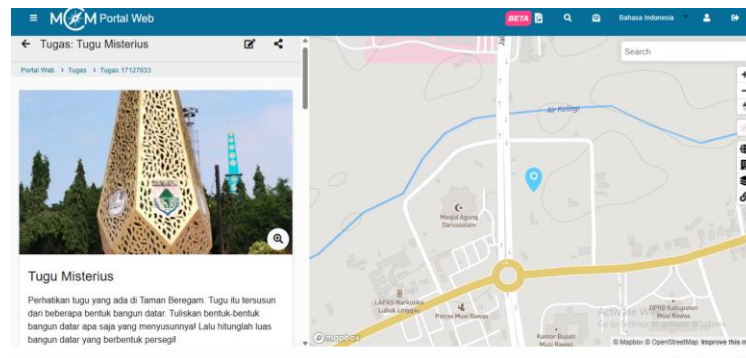 MCM Portal Web
BETA
Bahasa Indonesia
Tugas: Tugu Misterius
Portal Web > Tugas > Tugas 17127033
Tugu Misterius
Perhatikan tugu yang ada di Taman Beregam. Tugu itu tersusun
dari beberapa bentuk bangun datar. Tuliskan bentuk-bentuk
bangun datar apa saja yang menyusunnya! Lalu hitunglah luas
bangun datar yang berbentuk persegi!
Search
Air Kelingi
Masjid Agung
Darussalam
LAPAS Narkotika
Lubuk Linggau
Polres Musi Rawas
Kantor Bupati
Musi Rawas
DPRD Kabupaten
Musi Rawas
Activate
Go to Settings to activate Windows.
mapbox
© Mapbox © OpenStreetMap Improve this m